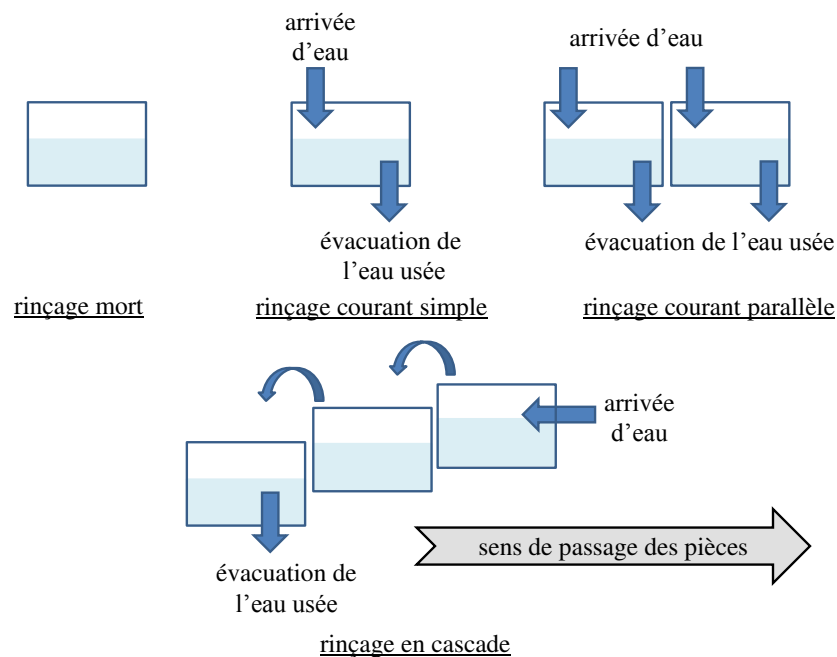 arrivée
d’eau
arrivée d’eau
évacuation de
l’eau usée
évacuation de l’eau usée
rinçage mort
rinçage courant simple
rinçage courant parallèle
arrivée
d’eau
sens de passage des pièces
évacuation de
l’eau usée
rinçage en cascade